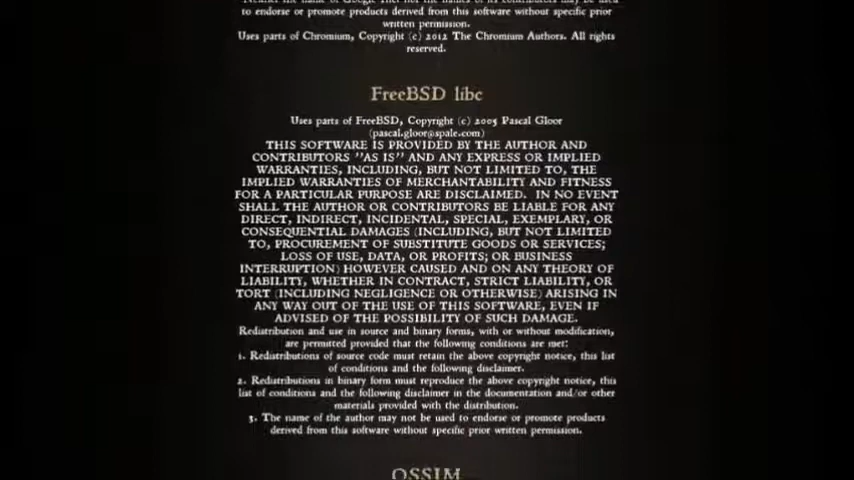 to endorse or promote products derived from this software without specific prior
written permission.
Uses parts of Chromium, Copyright (c) 2012 The Chromium Authors. All rights
reserved.
FreeBSD libc
Uses parts of FreeBSD, Copyright (c) 2005 Pascal Gloor
(pascal.gloor@spale.com)
THIS SOFTWARE IS PROVIDED BY THE AUTHOR AND
CONTRIBUTORS "AS IS" AND ANY EXPRESS OR IMPLIED
WARRANTIES, INCLUDING, BUT NOT LIMITED TO, THE
IMPLIED WARRANTIES OF MERCHANTABILITY AND FITNESS
FOR A PARTICULAR PURPOSE ARE DISCLAIMED. IN NO EVENT
SHALL THE AUTHOR OR CONTRIBUTORS BE LIABLE FOR ANY
DIRECT, INDIRECT, INCIDENTAL, SPECIAL, EXEMPLARY, OR
CONSEQUENTIAL DAMAGES (INCLUDING, BUT NOT LIMITED
TO, PROCUREMENT OF SUBSTITUTE GOODS OR SERVICES;
LOSS OF USE, DATA, OR PROFITS; OR BUSINESS
INTERRUPTION) HOWEVER CAUSED AND ON ANY THEORY OF
LIABILITY, WHETHER IN CONTRACT, STRICT LIABILITY, OR
TORT (INCLUDING NEGLIGENCE OR OTHERWISE) ARISING IN
ANY WAY OUT OF THE USE OF THIS SOFTWARE, EVEN IF
ADVISED OF THE POSSIBILITY OF SUCH DAMAGE.
Redistribution and use in source and binary forms, with or without modification,
are permitted provided that the following conditions are met:
1. Redistributions of source code must retain the above copyright notice, this list
of conditions and the following disclaimer.
2. Redistributions in binary form must reproduce the above copyright notice, this
list of conditions and the following disclaimer in the documentation and/or other
materials provided with the distribution.
3. The name of the author may not be used to endorse or promote products
derived from this software without specific prior written permission.
OSSIM